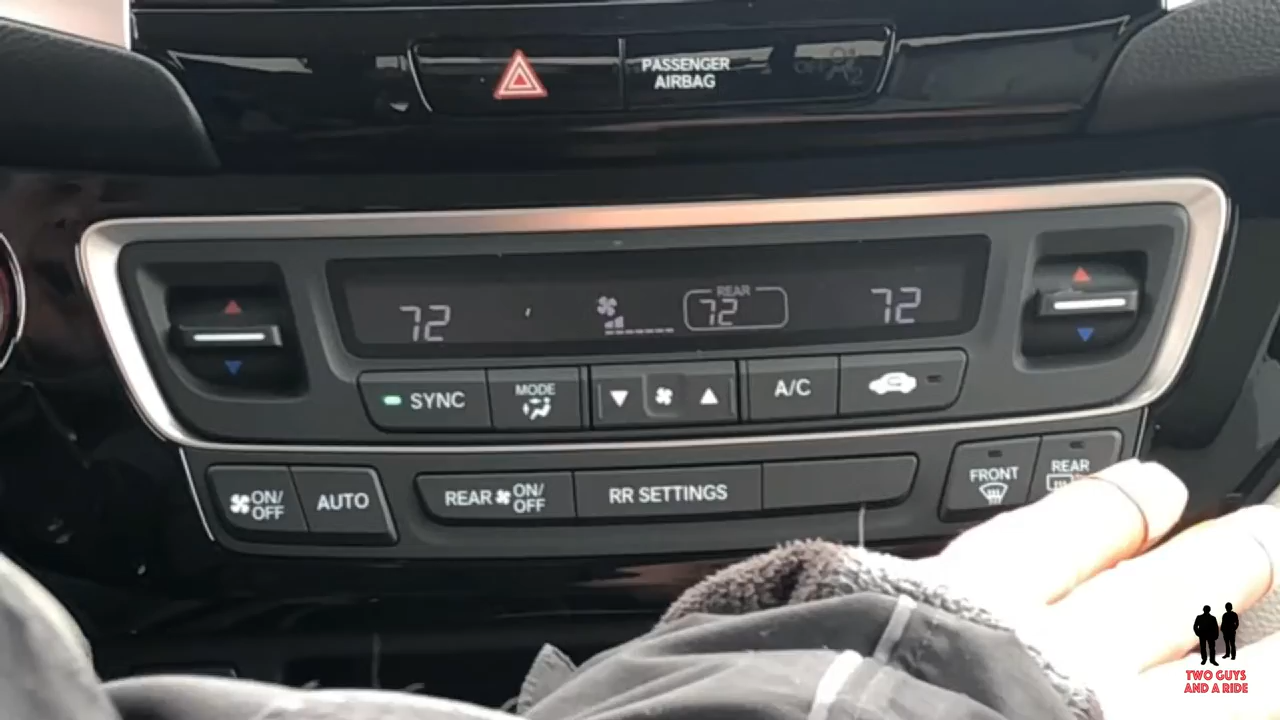 PASSENGER
AIRBAG
72
REAR
72
72
SYNC
MODE
A/C
ON/
OFF
AUTO
REAR ON/
OFF
RR SETTINGS
FRONT
REAR
TWO GUYS
AND A RIDE